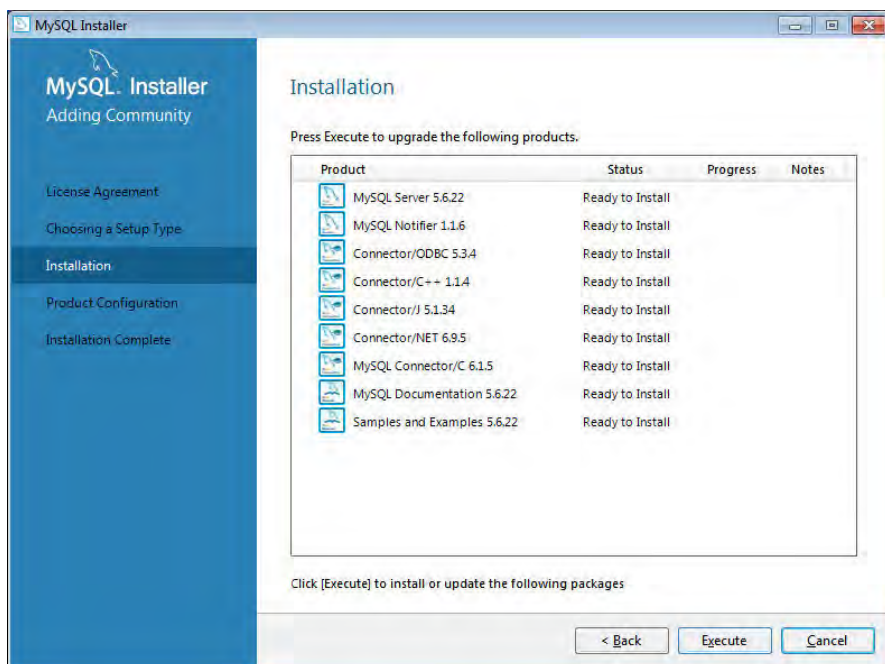 MySQL Installer
MySQL. Installer
Adding Community
License Agreement
Choosing a Setup Type
Installation
Product Configuration
Installation Complete
Installation
Press Execute to upgrade the following products.
Product Status Progress Notes
MySQL Server 5.6.22 Ready to Install
MySQL Notifier 1.1.6 Ready to Install
Connector/ODBC 5.3.4 Ready to Install
Connector/C++ 1.1.4 Ready to Install
Connector/J 5.1.34 Ready to Install
Connector/NET 6.9.5 Ready to Install
MySQL Connector/C 6.1.5 Ready to Install
MySQL Documentation 5.6.22 Ready to Install
Samples and Examples 5.6.22 Ready to Install
Click [Execute] to install or update the following packages
< Back Execute Cancel